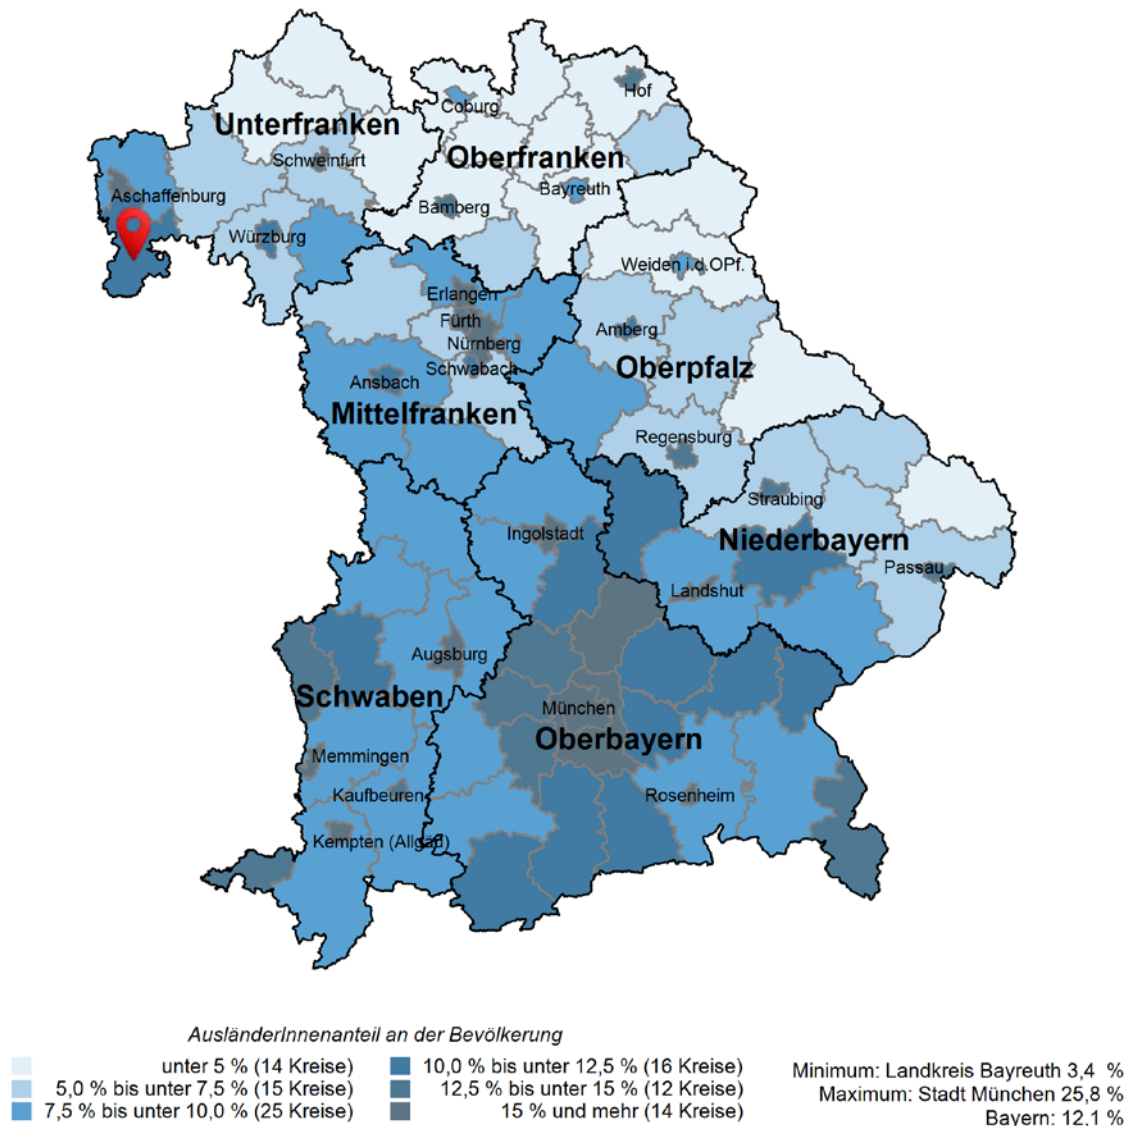 Hof
Coburg
Unterfranken
Schweinfurt
Oberfranken
Bayreuth
Aschaffenburg
Bamberg
Würzburg
Weiden i.d.OPf.
Erlangen
Fürth
Amberg
Nürnberg
Schwabach
Oberpfalz
Ansbach
Mittelfranken
Regensburg
Straubing
Ingolstadt
Niederbayern
Passau
Landshut
Augsburg
Schwaben
München
Oberbayern
Memmingen
Kaufbeuren
Rosenheim
Kempten (Allgäu)
AusländerInnenanteil an der Bevölkerung
unter 5 % (14 Kreise)
5,0 % bis unter 7,5 % (15 Kreise)
7,5 % bis unter 10,0 % (25 Kreise)
10,0 % bis unter 12,5 % (16 Kreise)
12,5 % bis unter 15 % (12 Kreise)
15 % und mehr (14 Kreise)
Minimum: Landkreis Bayreuth 3,4 %
Maximum: Stadt München 25,8 %
Bayern: 12,1 %